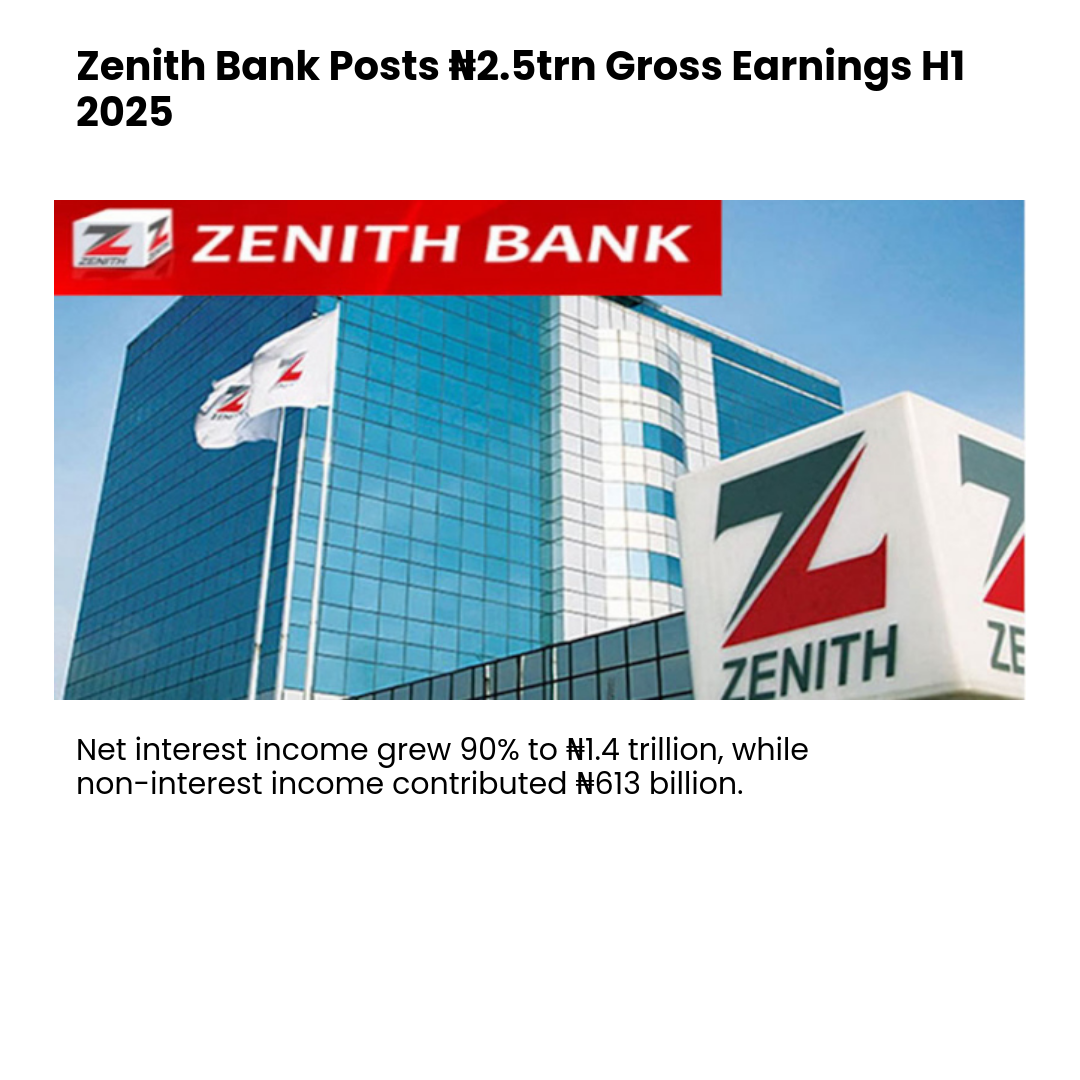 Zenith Bank Posts ₦2.5trn Gross Earnings H1
2025
ZENITH BANK
ZENITH
ZENITH
Net interest income grew 90% to ₦1.4 trillion, while
non-interest income contributed ₦613 billion.